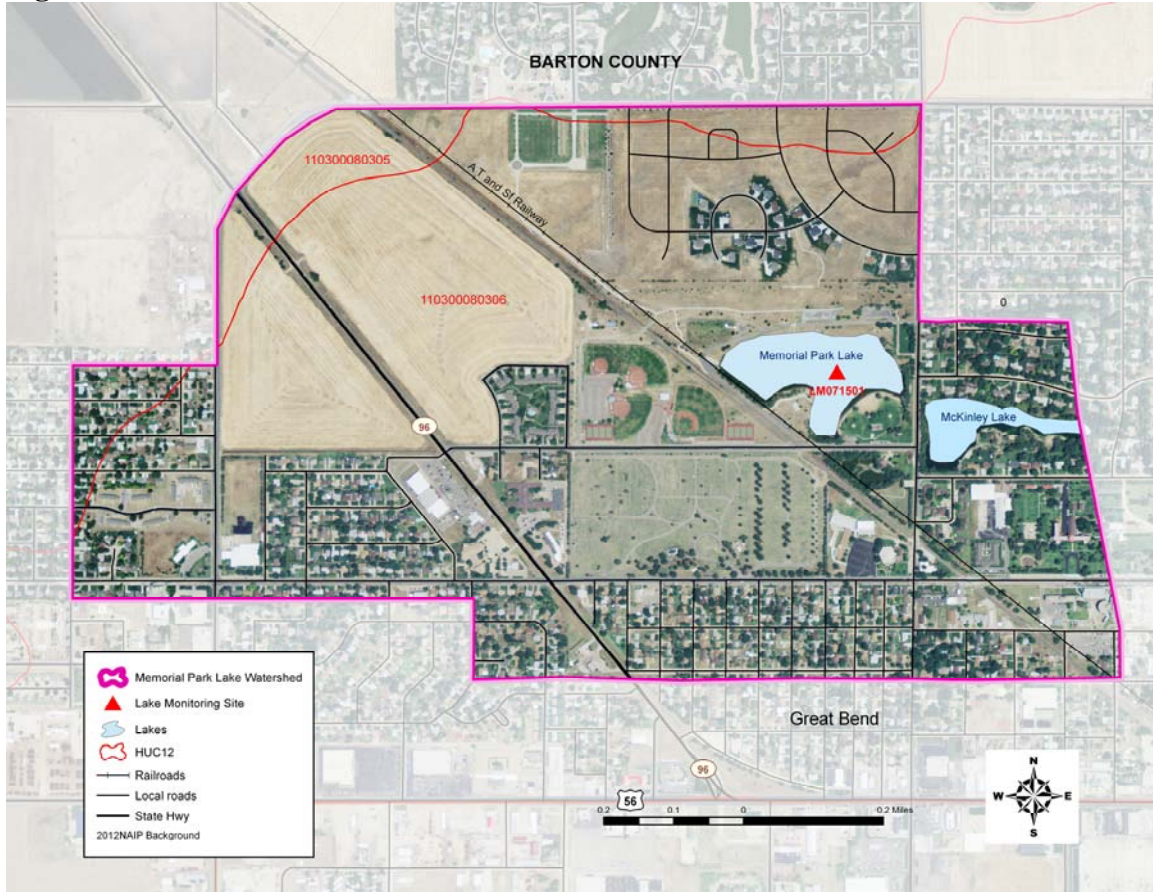 BARTON COUNTY
110300080305
A T and Sf Railway
110300080306
0
Memorial Park Lake
LM071501
McKinley Lake
96
Memorial Park Lake Watershed
Lake Monitoring Site
Lakes
HUC12
Railroads
Local roads
State Hwy
2012NAIP Background
Great Bend
96
56
0.2 0.1 0 0.2 Miles
N
W E
S